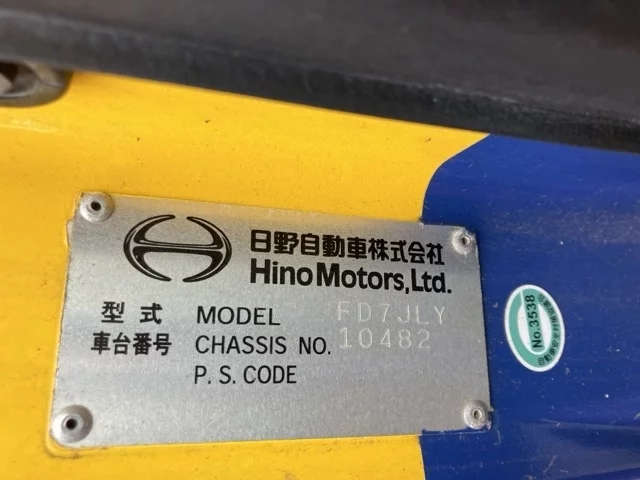 日野自動車株式会社
Hino Motors, Ltd.
型式 MODEL FD7JLY
車台番号 CHASSIS NO. 10482
P. S. CODE
No.3538